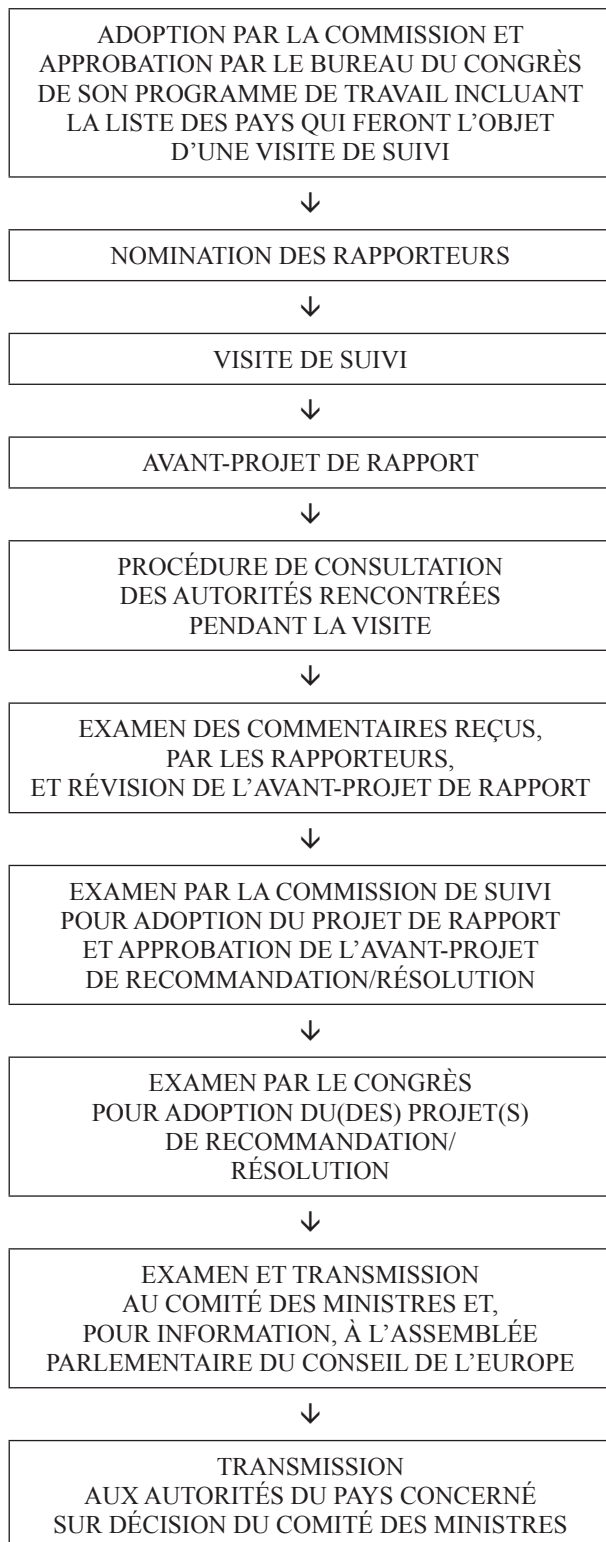 ADOPTION PAR LA COMMISSION ET
APPROBATION PAR LE BUREAU DU CONGRÈS
DE SON PROGRAMME DE TRAVAIL INCLUANT
LA LISTE DES PAYS QUI FERONT L’OBJET
D’UNE VISITE DE SUIVI
↓
NOMINATION DES RAPPORTEURS
↓
VISITE DE SUIVI
↓
AVANT-PROJET DE RAPPORT
↓
PROCÉDURE DE CONSULTATION
DES AUTORITÉS RENCONTRÉES
PENDANT LA VISITE
↓
EXAMEN DES COMMENTAIRES REÇUS,
PAR LES RAPPORTEURS,
ET RÉVISION DE L’AVANT-PROJET DE RAPPORT
↓
EXAMEN PAR LA COMMISSION DE SUIVI
POUR ADOPTION DU PROJET DE RAPPORT
ET APPROBATION DE L’AVANT-PROJET
DE RECOMMANDATION/RÉSOLUTION
↓
EXAMEN PAR LE CONGRÈS
POUR ADOPTION DU(DES) PROJET(S)
DE RECOMMANDATION/
RÉSOLUTION
↓
EXAMEN ET TRANSMISSION
AU COMITÉ DES MINISTRES ET,
POUR INFORMATION, À L’ASSEMBLÉE
PARLEMENTAIRE DU CONSEIL DE L’EUROPE
↓
TRANSMISSION
AUX AUTORITÉS DU PAYS CONCERNÉ
SUR DÉCISION DU COMITÉ DES MINISTRES